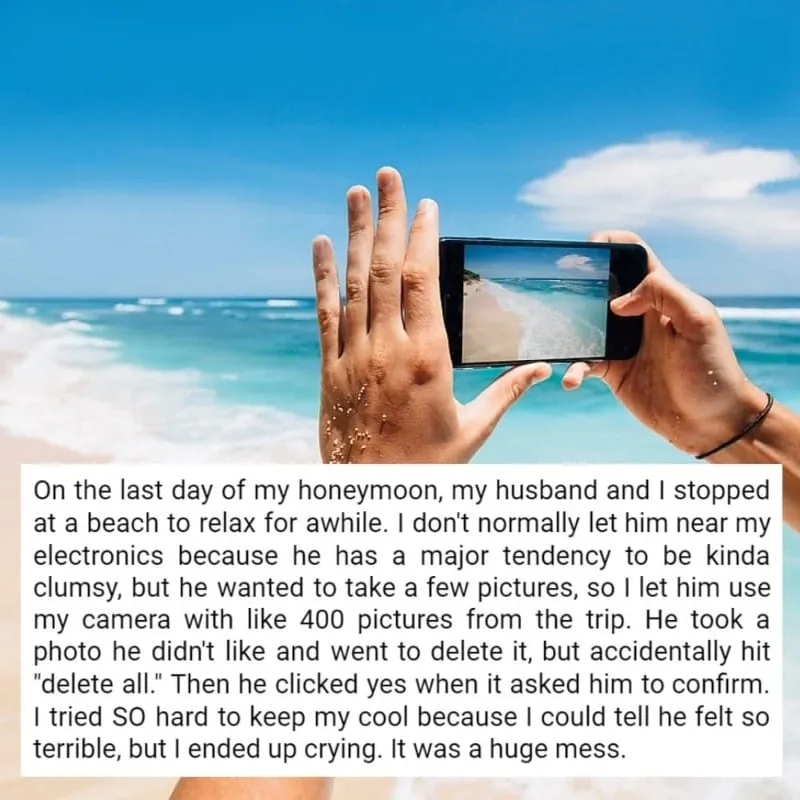 On the last day of my honeymoon, my husband and I stopped
at a beach to relax for awhile. I don't normally let him near my
electronics because he has a major tendency to be kinda
clumsy, but he wanted to take a few pictures, so I let him use
my camera with like 400 pictures from the trip. He took a
photo he didn't like and went to delete it, but accidentally hit
"delete all." Then he clicked yes when it asked him to confirm.
I tried SO hard to keep my cool because I could tell he felt so
terrible, but I ended up crying. It was a huge mess.